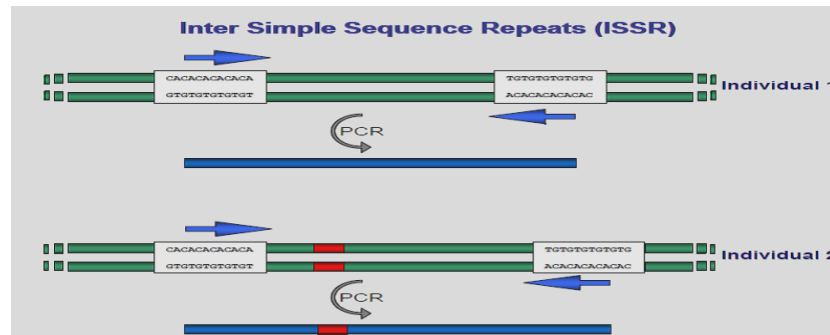 Inter Simple Sequence Repeats (ISSR)
CACACACACACA TGTGTGTGTGTG
GTGTGTGTGTGT ACACACACACAC
Individual 1
PCR
CACACACACACA TGTGTGTGTGTG
GTGTGTGTGTGT ACACACACACAC
Individual 2
PCR